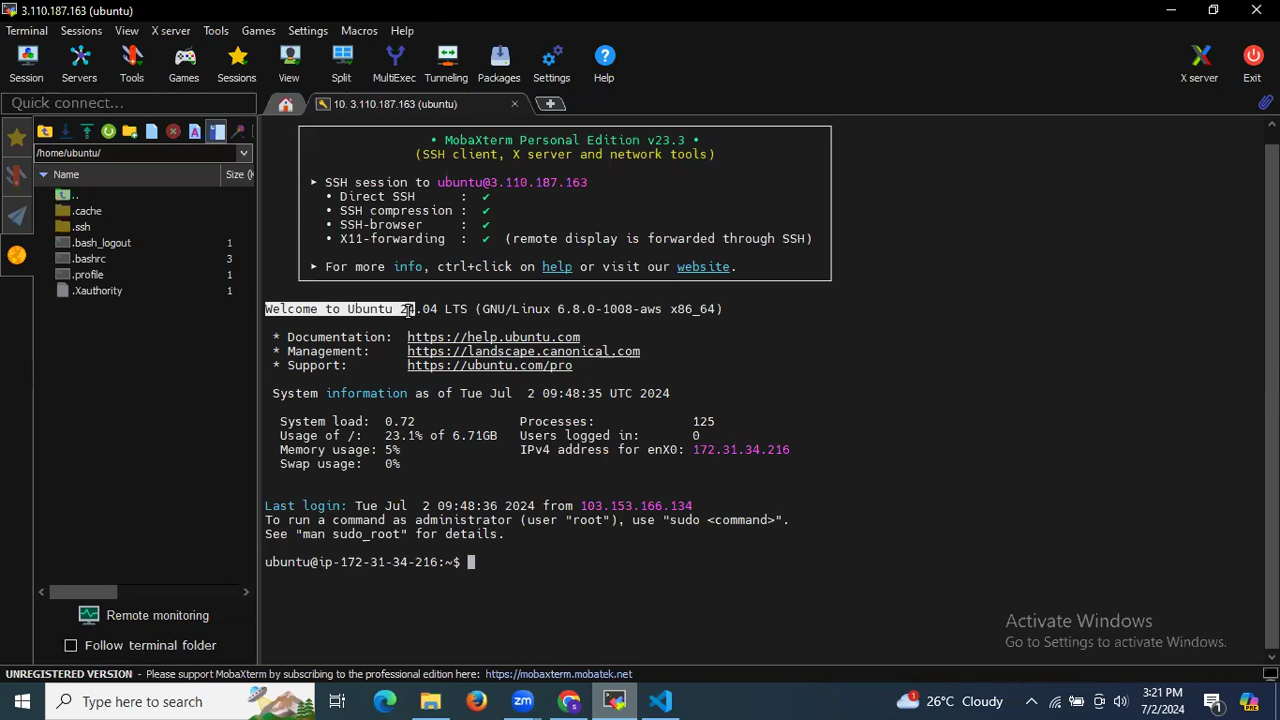 3.110.187.163 (ubuntu)
Terminal Sessions View X server Tools Games Settings Macros Help
Session Servers Tools Games Sessions View Split MultiExec Tunneling Packages Settings Help X server Exit
Quick connect...
10. 3.110.187.163 (ubuntu)
/home/ubuntu/
Name Size (K
..
.cache
.ssh
.bash_logout 1
.bashrc 3
.profile 1
.Xauthority 1
• MobaXterm Personal Edition v23.3 •
(SSH client, X server and network tools)
▸ SSH session to ubuntu@3.110.187.163
• Direct SSH : ✔
• SSH compression : ✔
• SSH-browser : ✔
• X11-forwarding : ✔ (remote display is forwarded through SSH)
▸ For more info, ctrl+click on help or visit our website.
Welcome to Ubuntu 24.04 LTS (GNU/Linux 6.8.0-1008-aws x86_64)
* Documentation: https://help.ubuntu.com
* Management: https://landscape.canonical.com
* Support: https://ubuntu.com/pro
System information as of Tue Jul 2 09:48:35 UTC 2024
System load: 0.72 Processes: 125
Usage of /: 23.1% of 6.71GB Users logged in: 0
Memory usage: 5% IPv4 address for enX0: 172.31.34.216
Swap usage: 0%
Last login: Tue Jul 2 09:48:36 2024 from 103.153.166.134
To run a command as administrator (user "root"), use "sudo <command>".
See "man sudo_root" for details.
ubuntu@ip-172-31-34-216:~$
Remote monitoring
Follow terminal folder
Activate Windows
Go to Settings to activate Windows.
UNREGISTERED VERSION - Please support MobaXterm by subscribing to the professional edition here: https://mobaxterm.mobatek.net
Type here to search
zm
26°C Cloudy
3:21 PM
7/2/2024